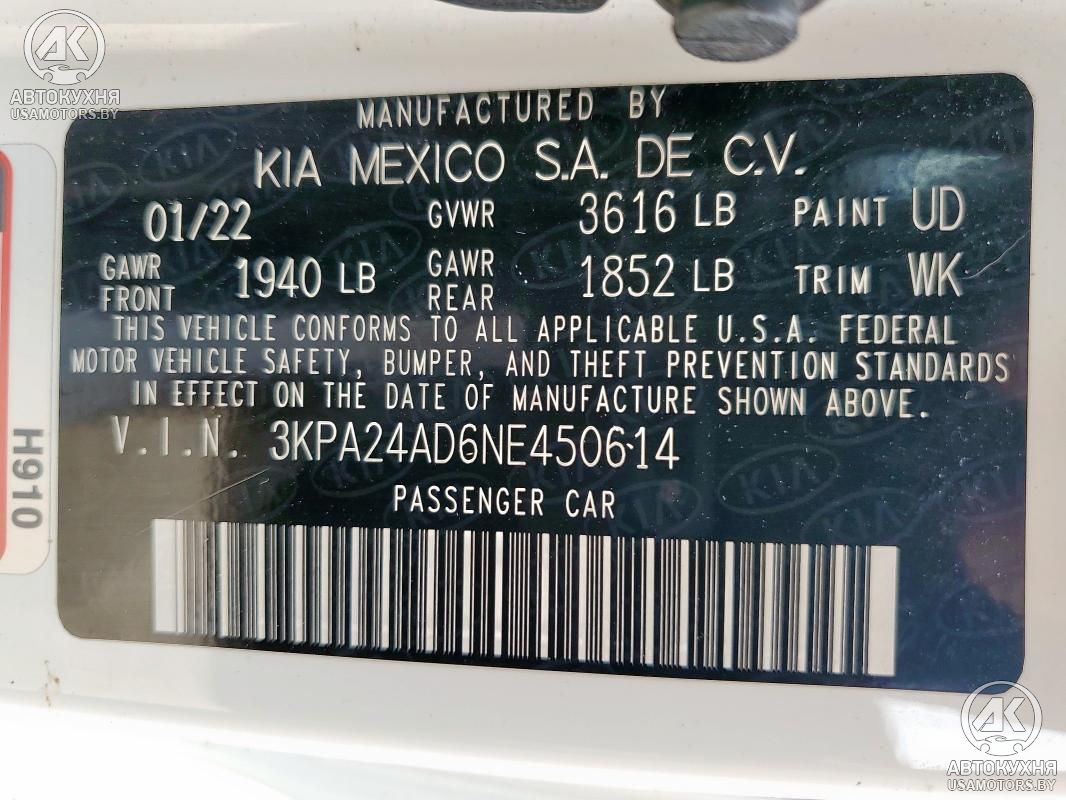 AK
АВТОКУХНЯ
USAMOTORS.BY
MANUFACTURED BY
KIA MEXICO S.A. DE C.V.
01/22 GVWR 3616 LB PAINT UD
GAWR FRONT 1940 LB GAWR REAR 1852 LB TRIM WK
THIS VEHICLE CONFORMS TO ALL APPLICABLE U.S.A. FEDERAL
MOTOR VEHICLE SAFETY, BUMPER, AND THEFT PREVENTION STANDARDS
IN EFFECT ON THE DATE OF MANUFACTURE SHOWN ABOVE.
V.I.N. 3KPA24AD6NE450614
PASSENGER CAR
H910
AK
АВТОКУХНЯ
USAMOTORS.BY